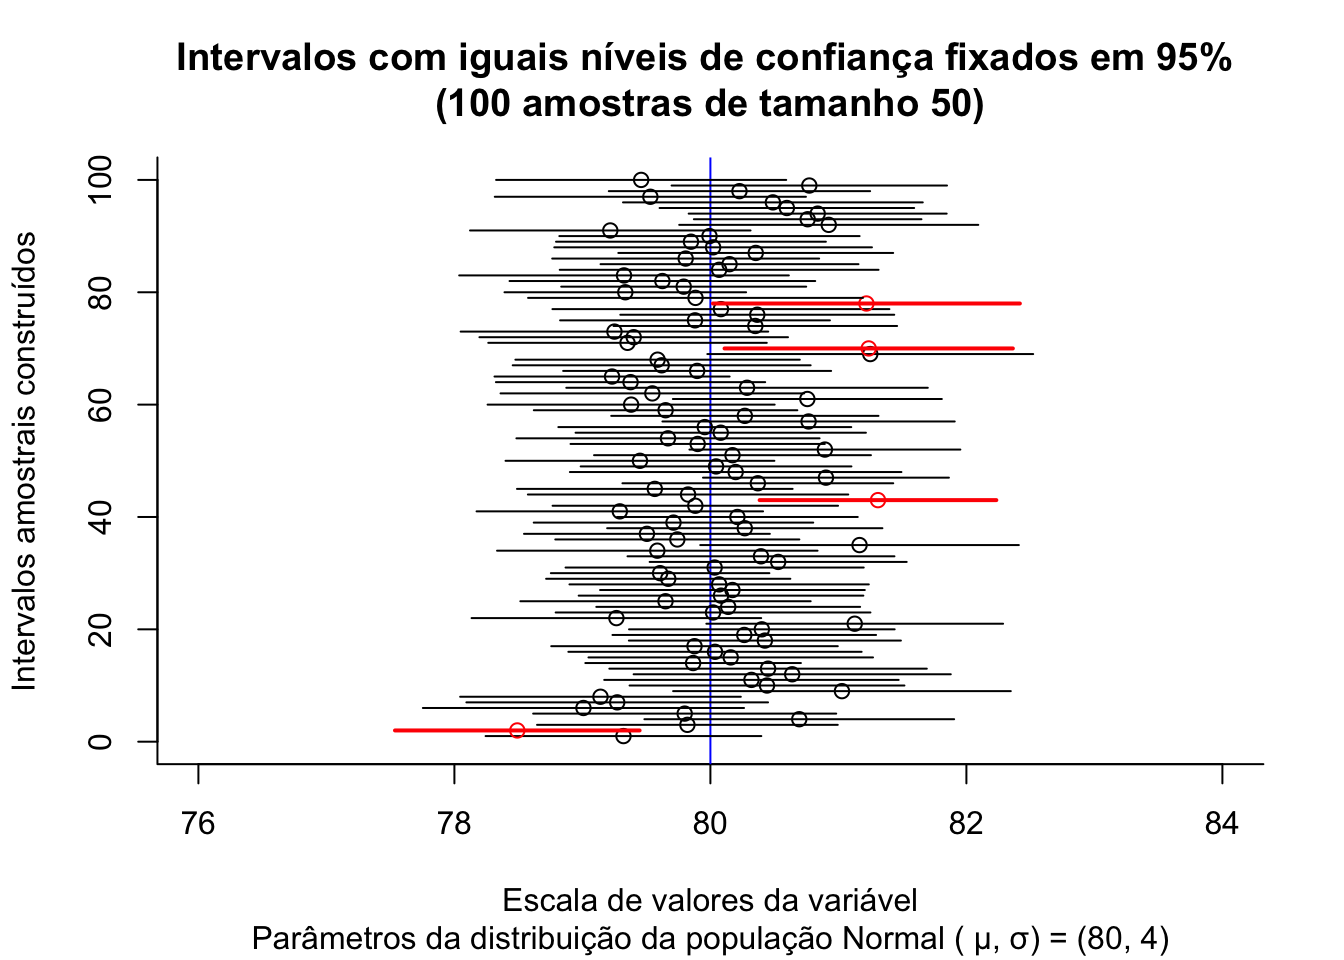 Intervalos com iguais níveis de confiança fixados em 95%
(100 amostras de tamanho 50)
Intervalos amostrais construídos
100
80
60
40
20
0
76 78 80 82 84
Escala de valores da variável
Parâmetros da distribuição da população Normal ( μ, σ) = (80, 4)